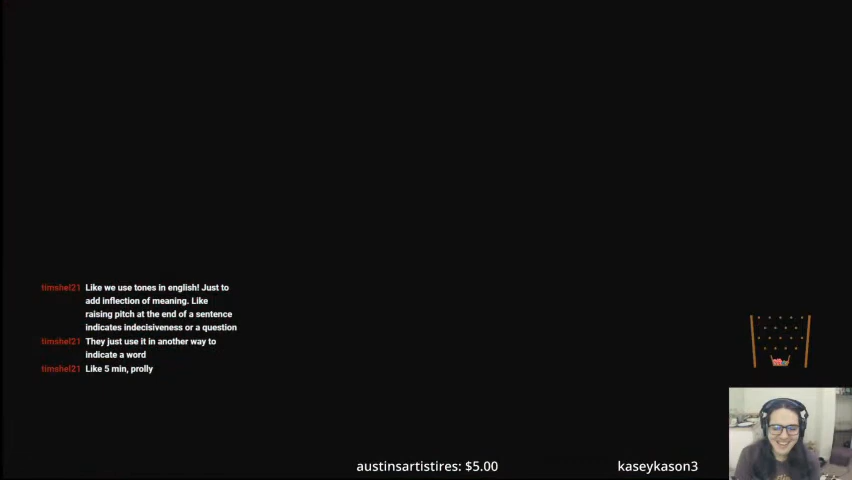 timshel21 Like we use tones in english! Just to
add inflection of meaning. Like
raising pitch at the end of a sentence
indicates indecisiveness or a question
timshel21 They just use it in another way to
indicate a word
timshel21 Like 5 min, prolly
austinsartistires: $5.00 kaseykason3